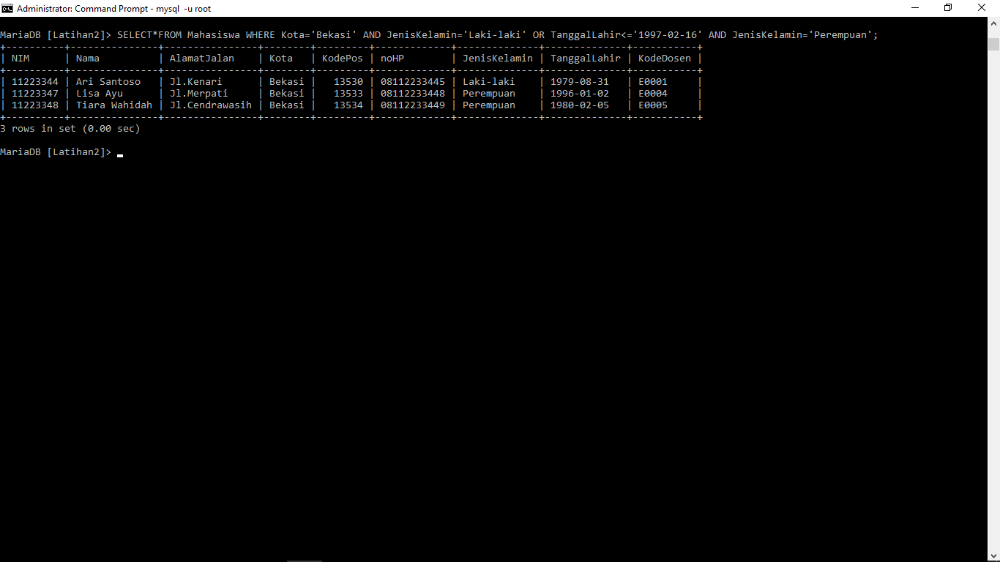 Administrator: Command Prompt - mysql  -u root
MariaDB [Latihan2]> SELECT*FROM Mahasiswa WHERE Kota='Bekasi' AND JenisKelamin='Laki-laki' OR TanggalLahir<='1997-02-16' AND JenisKelamin='Perempuan';
+----------+---------------+----------------+--------+---------+-------------+--------------+--------------+-----------+
| NIM      | Nama          | AlamatJalan    | Kota   | KodePos | noHP        | JenisKelamin | TanggalLahir | KodeDosen |
+----------+---------------+----------------+--------+---------+-------------+--------------+--------------+-----------+
| 11223344 | Ari Santoso   | Jl.Kenari      | Bekasi |   13530 | 08112233445 | Laki-laki    | 1979-08-31   | E0001     |
| 11223347 | Lisa Ayu      | Jl.Merpati     | Bekasi |   13533 | 08112233448 | Perempuan    | 1996-01-02   | E0004     |
| 11223348 | Tiara Wahidah | Jl.Cendrawasih | Bekasi |   13534 | 08112233449 | Perempuan    | 1980-02-05   | E0005     |
+----------+---------------+----------------+--------+---------+-------------+--------------+--------------+-----------+
3 rows in set (0.00 sec)
MariaDB [Latihan2]>